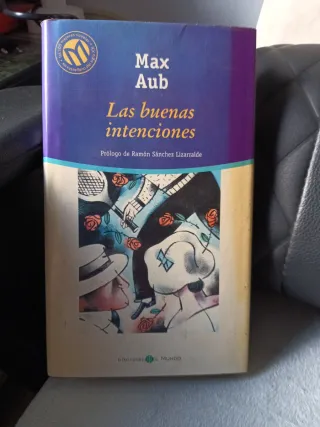 Max
Aub
Las buenas
intenciones
Prólogo de Ramón Sánchez Lizarralde